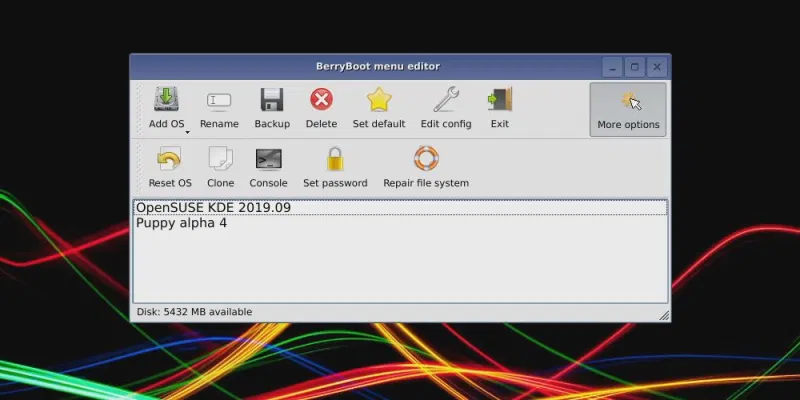 BerryBoot menu editor
Add OS Rename Backup Delete Set default Edit config Exit More options
Reset OS Clone Console Set password Repair file system
OpenSUSE KDE 2019.09
Puppy alpha 4
Disk: 5432 MB available